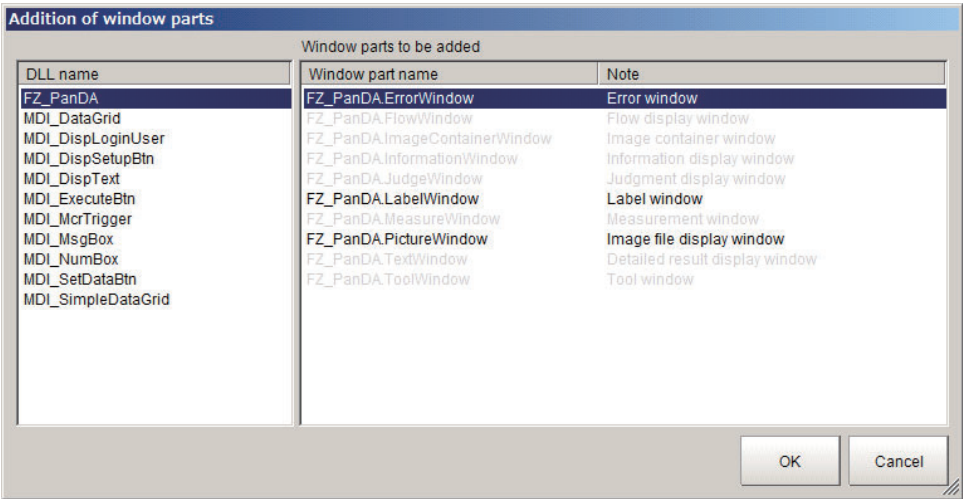 Addition of window parts
Window parts to be added
DLL name
FZ_PanDA
MDI_DataGrid
MDI_DispLoginUser
MDI_DispSetupBtn
MDI_DispText
MDI_ExecuteBtn
MDI_McrTrigger
MDI_MsgBox
MDI_NumBox
MDI_SetDataBtn
MDI_SimpleDataGrid
Window part name Note
FZ_PanDA.ErrorWindow Error window
FZ_PanDA.FlowWindow Flow display window
FZ_PanDA.ImageContainerWindow Image container window
FZ_PanDA.InformationWindow Information display window
FZ_PanDA.JudgeWindow Judgment display window
FZ_PanDA.LabelWindow Label window
FZ_PanDA.MeasureWindow Measurement window
FZ_PanDA.PictureWindow Image file display window
FZ_PanDA.TextWindow Detailed result display window
FZ_PanDA.ToolWindow Tool window
OK
Cancel